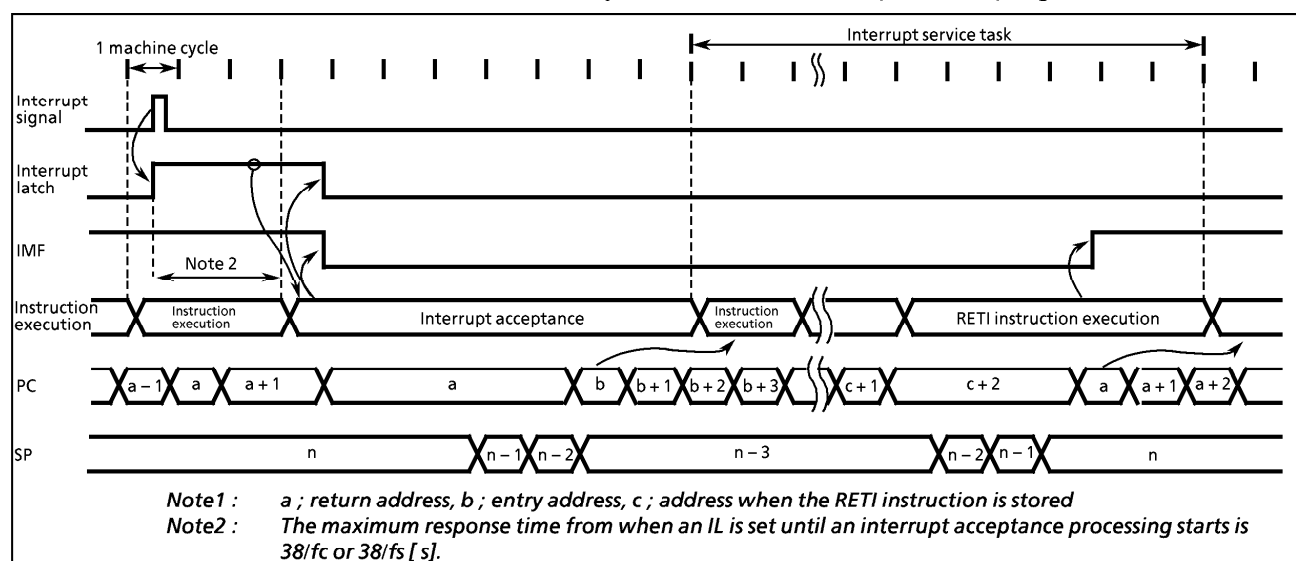 Interrupt service task
1 machine cycle
Interrupt
signal
Interrupt
latch
IMF
Note 2
Instruction
execution
Instruction
execution
Interrupt acceptance
Instruction
execution
RETI instruction execution
PC
a – 1
a
a + 1
a
b
b + 1
b + 2
b + 3
c + 1
c + 2
a
a + 1
a + 2
SP
n
n – 1
n – 2
n – 3
n – 2
n – 1
n
Note1 : a ; return address, b ; entry address, c ; address when the RETI instruction is stored
Note2 : The maximum response time from when an IL is set until an interrupt acceptance processing starts is
38/fc or 38/fs [ s].